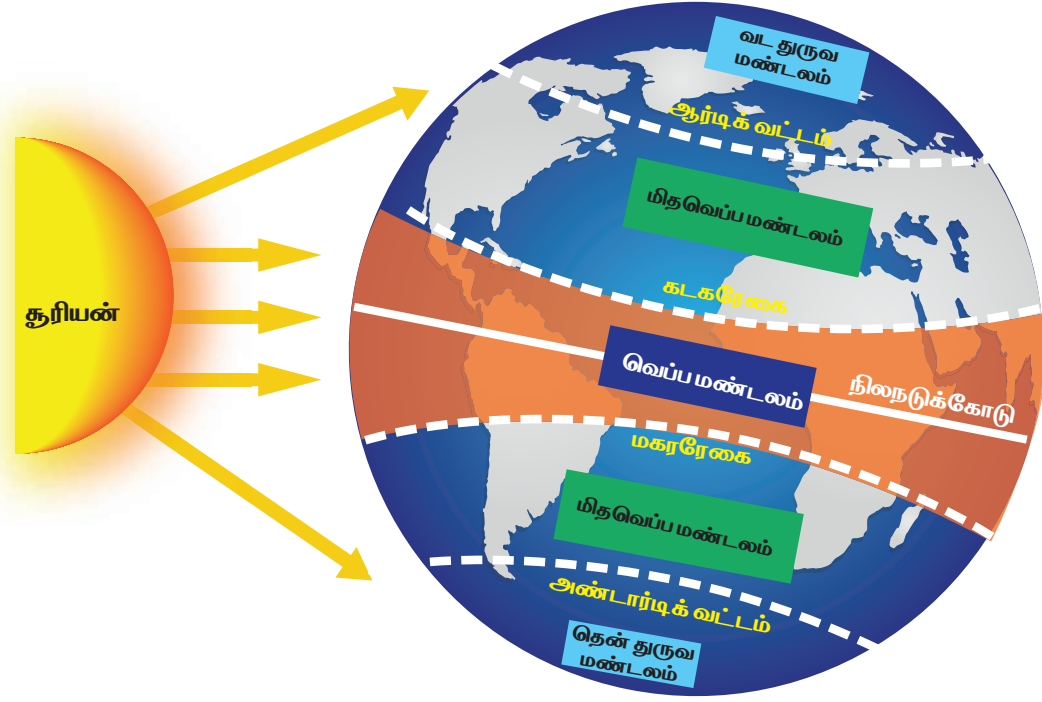 வட துருவ
மண்டலம்
ஆர்டிக் வட்டம்
மிதவெப்ப மண்டலம்
கடகரேகை
சூரியன்
வெப்ப மண்டலம்
நிலநடுக்கோடு
மகரரேகை
மிதவெப்ப மண்டலம்
அண்டார்டிக் வட்டம்
தென் துருவ
மண்டலம்